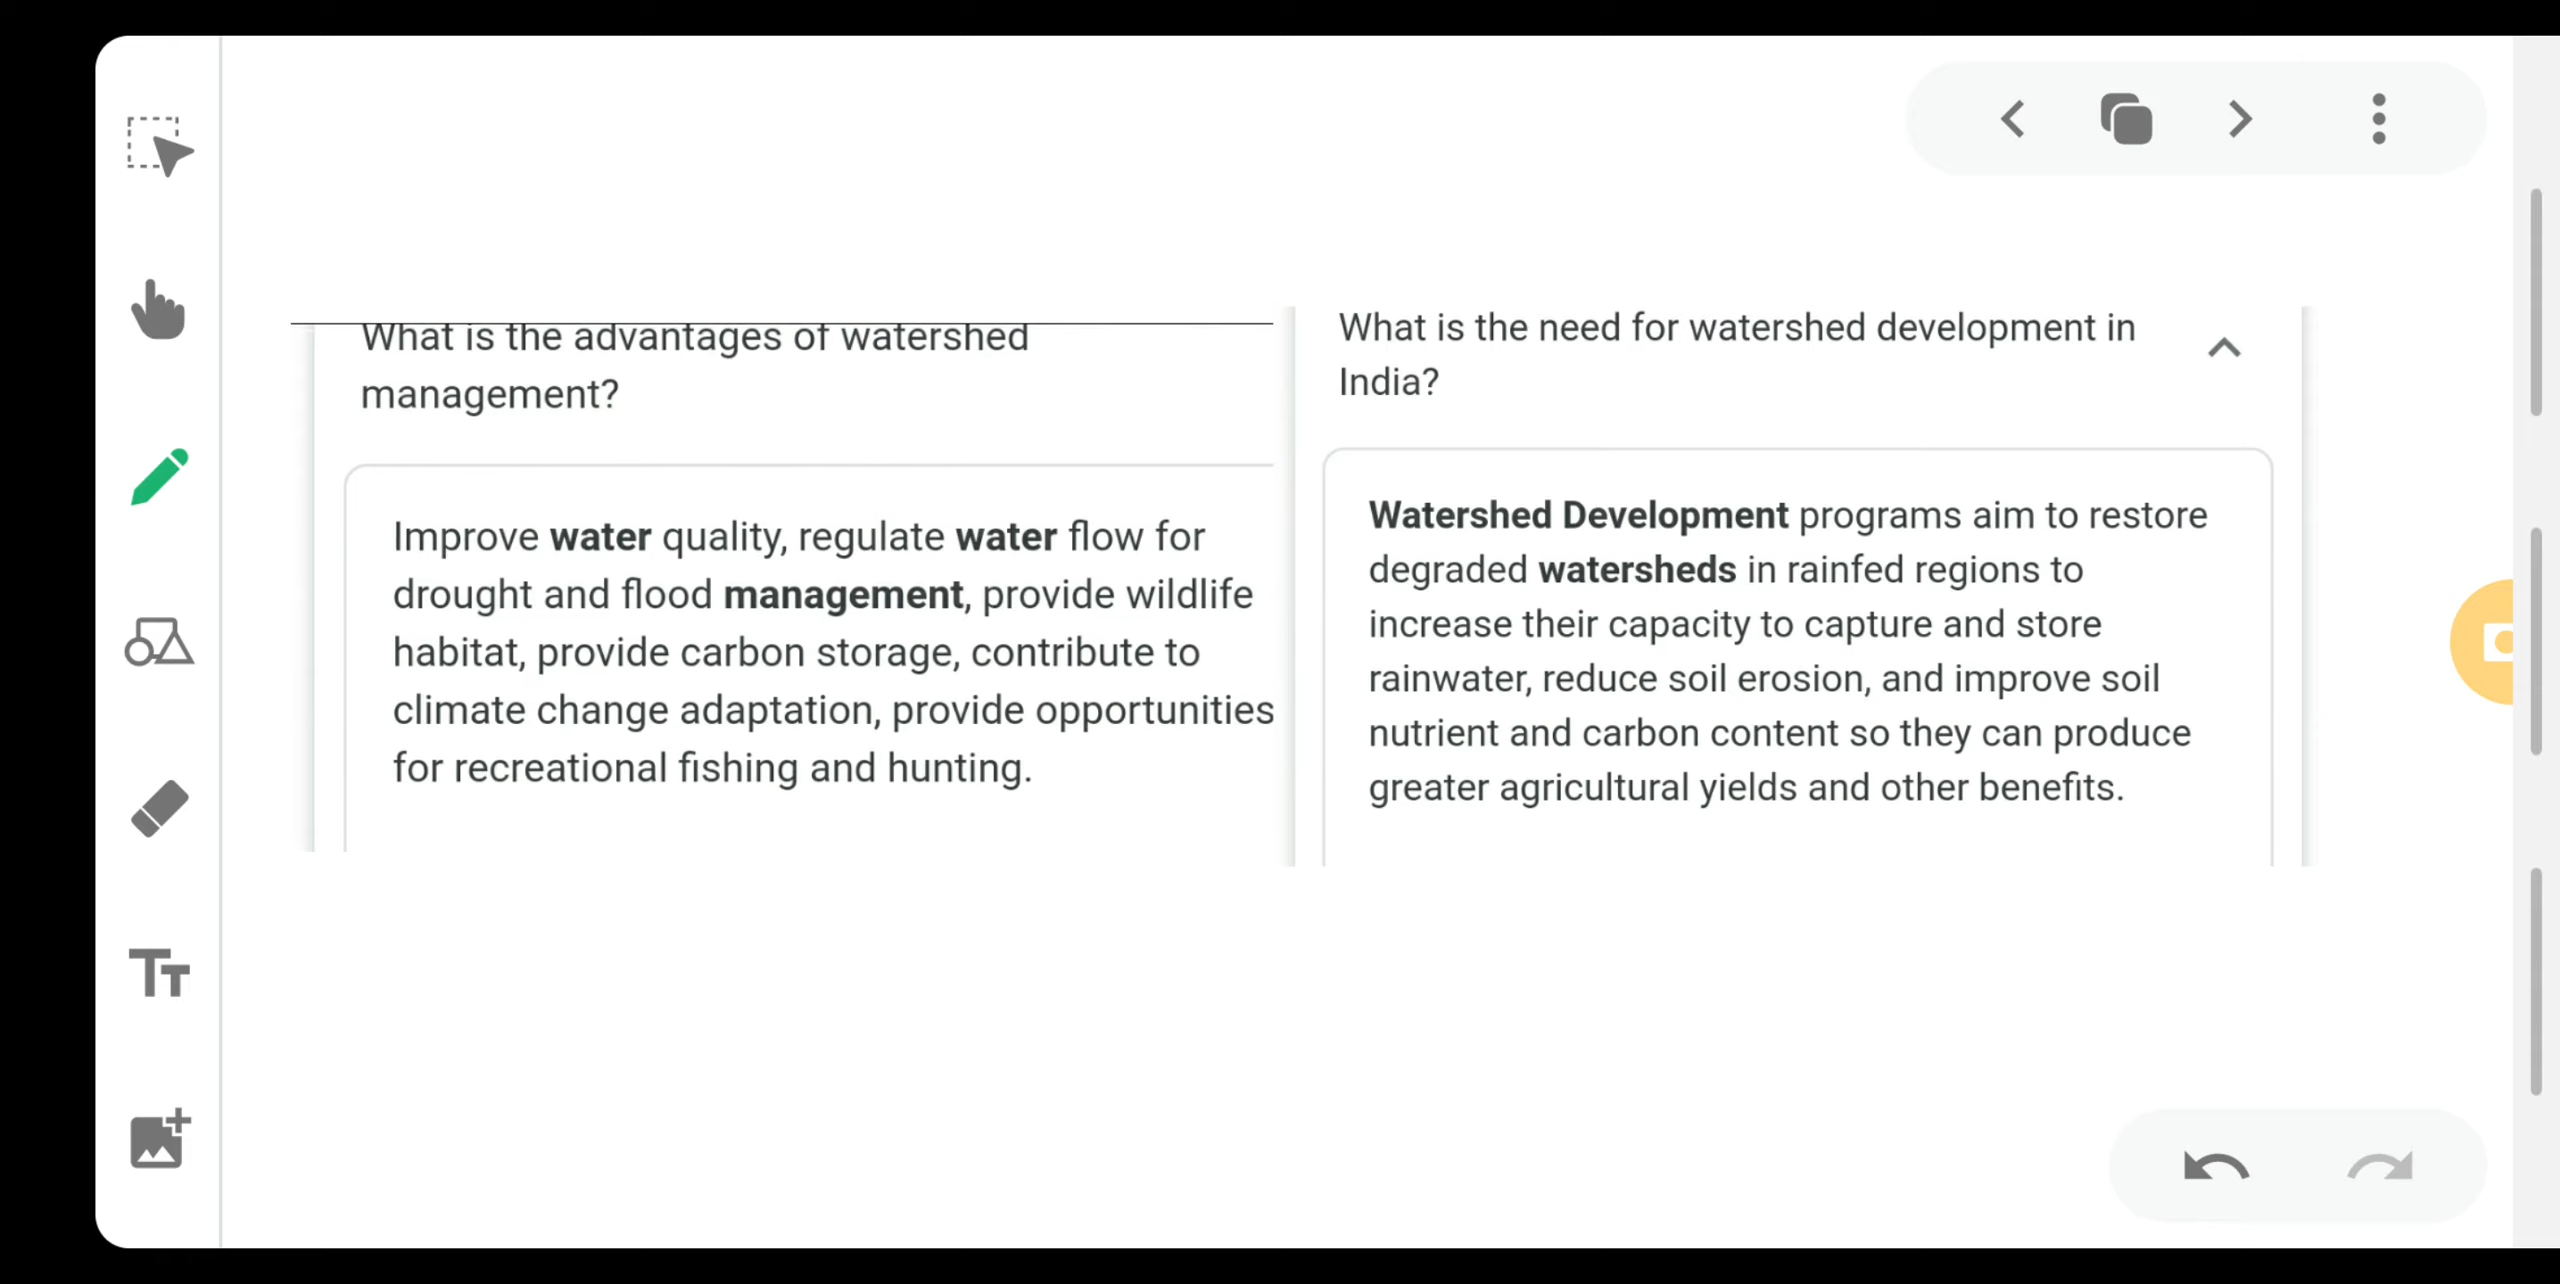 What is the advantages of watershed
management?
Improve water quality, regulate water flow for
drought and flood management, provide wildlife
habitat, provide carbon storage, contribute to
climate change adaptation, provide opportunities
for recreational fishing and hunting.
What is the need for watershed development in
India?
Watershed Development programs aim to restore
degraded watersheds in rainfed regions to
increase their capacity to capture and store
rainwater, reduce soil erosion, and improve soil
nutrient and carbon content so they can produce
greater agricultural yields and other benefits.